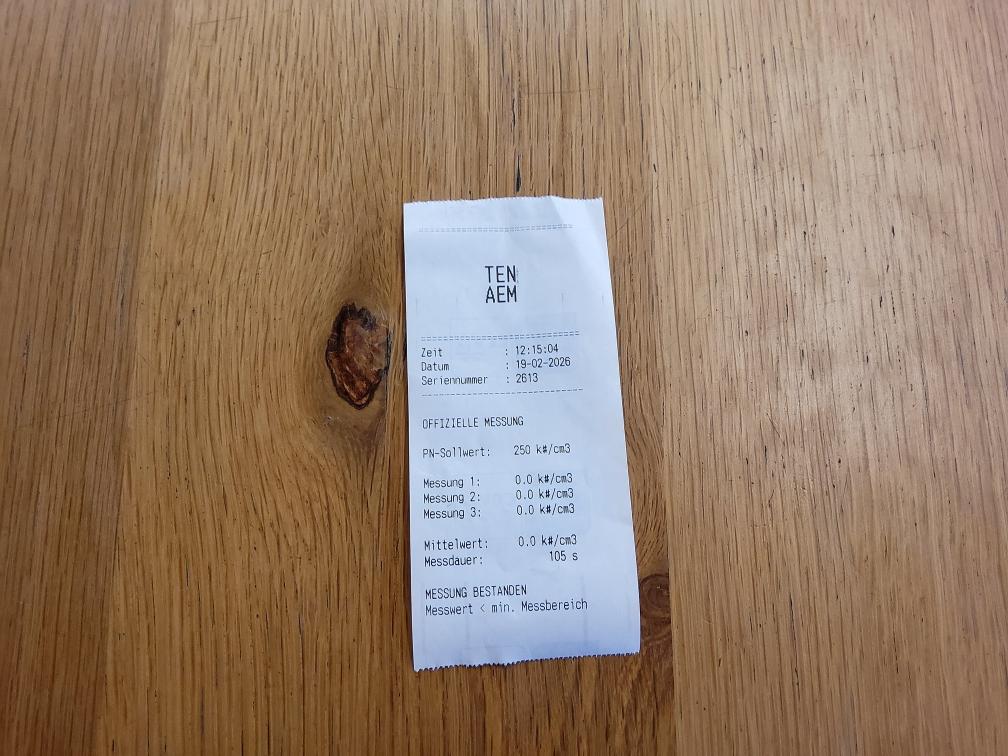 TEN
AEM
Zeit : 12:15:04
Datum : 19-02-2026
Seriennummer : 2613
OFFIZIELLE MESSUNG
PN-Sollwert: 250 k#/cm3
Messung 1: 0.0 k#/cm3
Messung 2: 0.0 k#/cm3
Messung 3: 0.0 k#/cm3
Mittelwert: 0.0 k#/cm3
Messdauer: 105 s
MESSUNG BESTANDEN
Messwert < min. Messbereich